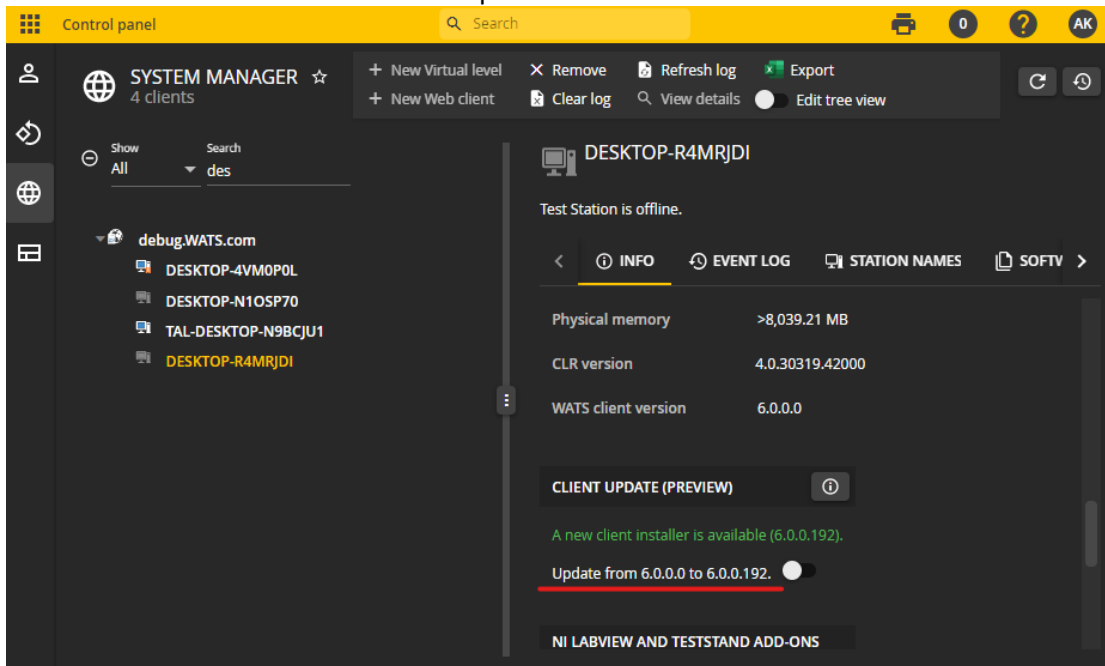 Control panel
Search
0
?
AK
SYSTEM MANAGER
4 clients
+ New Virtual level
Remove
Refresh log
Export
+ New Web client
Clear log
View details
Edit tree view
Show
All
Search
des
debug.WATS.com
DESKTOP-4VM0P0L
DESKTOP-N1OSP70
TAL-DESKTOP-N9BCJU1
DESKTOP-R4MRJDI
DESKTOP-R4MRJDI
Test Station is offline.
INFO
EVENT LOG
STATION NAMES
SOFTV
Physical memory >8,039.21 MB
CLR version 4.0.30319.42000
WATS client version 6.0.0.0
CLIENT UPDATE (PREVIEW)
A new client installer is available (6.0.0.192).
Update from 6.0.0.0 to 6.0.0.192.
NI LABVIEW AND TESTSTAND ADD-ONS